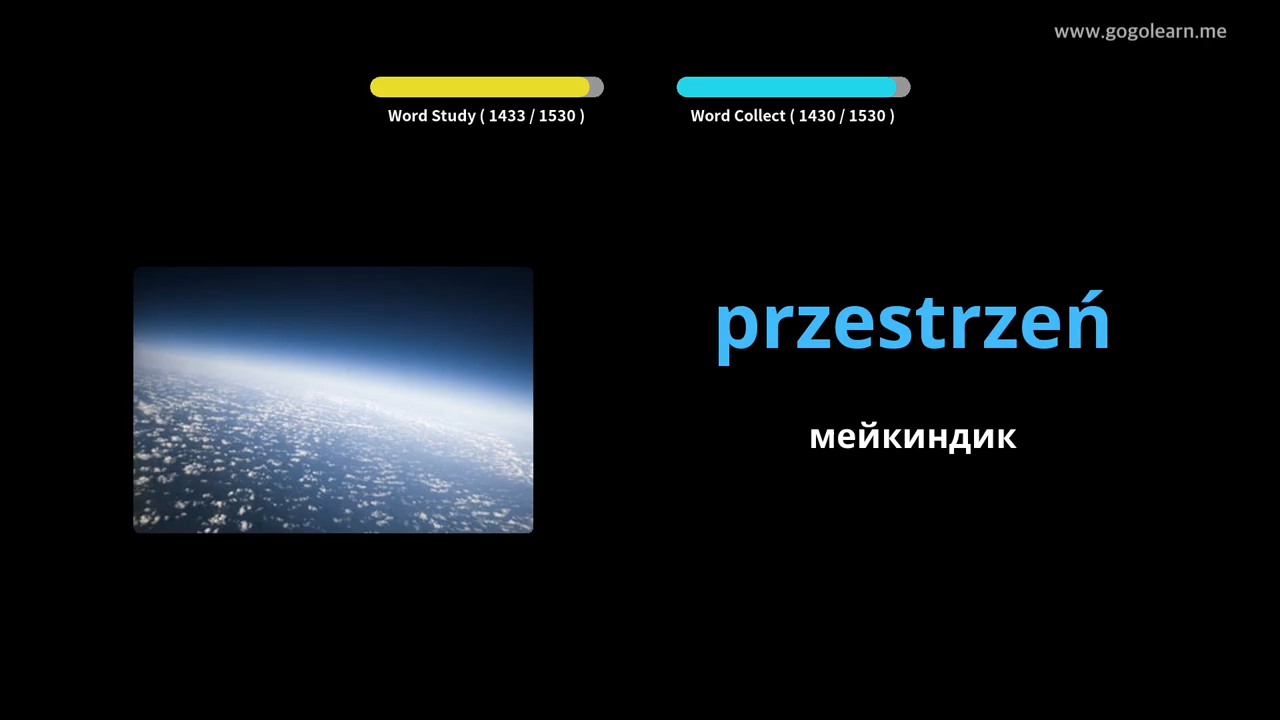 www.gogolearn.me
Word Study ( 1433 / 1530 )
Word Collect ( 1430 / 1530 )
przestrzeń
мейкиндик